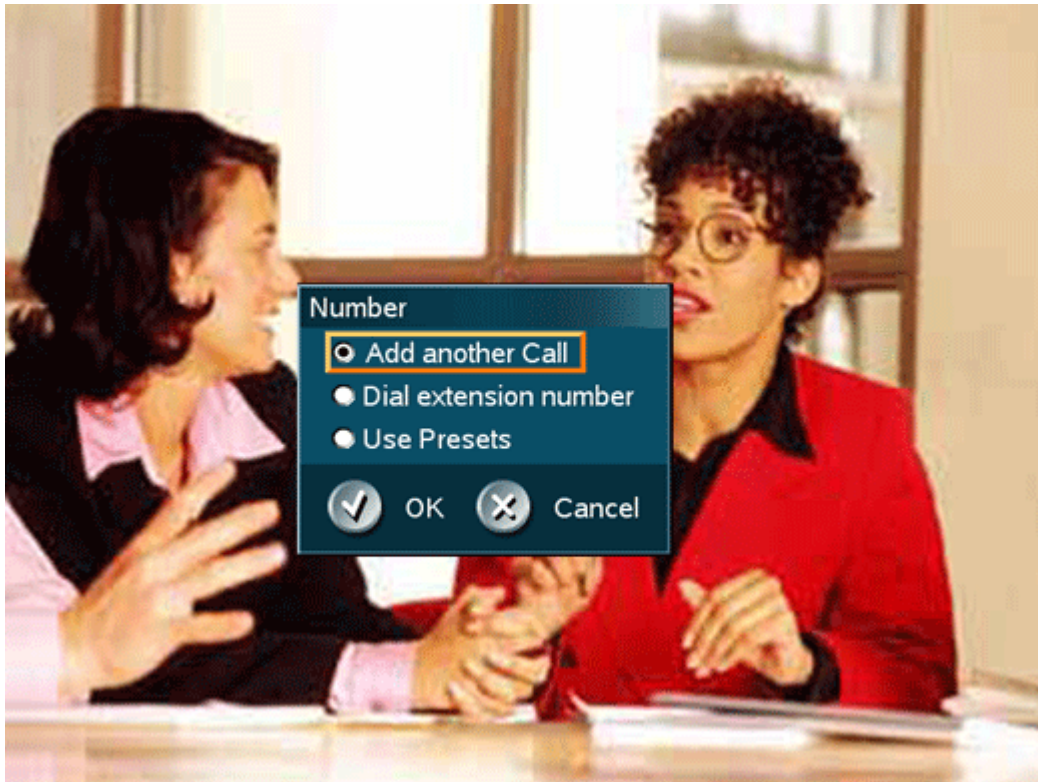 Number
Add another Call
Dial extension number
Use Presets
OK Cancel